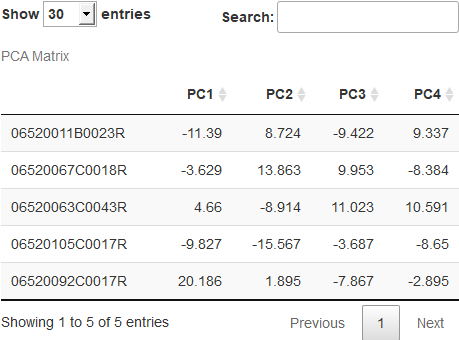 Show 30 entries Search:
PCA Matrix
PC1 PC2 PC3 PC4
06520011B0023R -11.39 8.724 -9.422 9.337
06520067C0018R -3.629 13.863 9.953 -8.384
06520063C0043R 4.66 -8.914 11.023 10.591
06520105C0017R -9.827 -15.567 -3.687 -8.65
06520092C0017R 20.186 1.895 -7.867 -2.895
Showing 1 to 5 of 5 entries Previous 1 Next